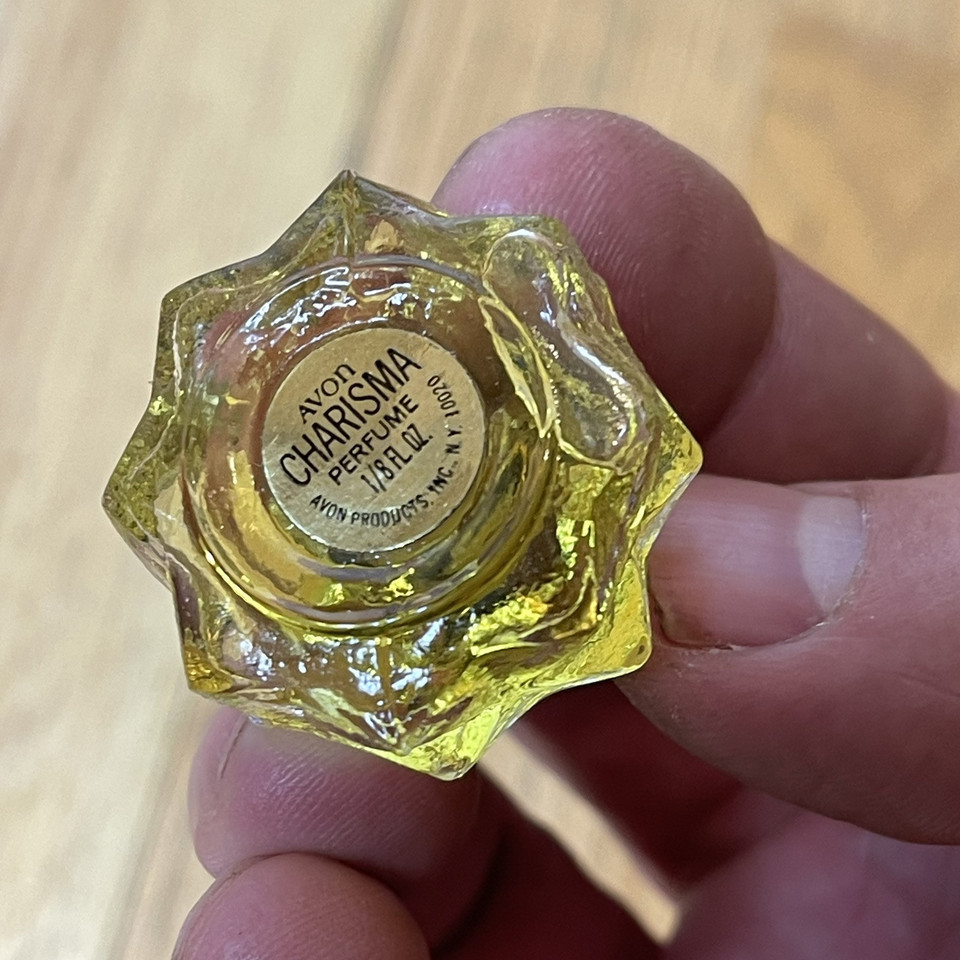 AVON
CHARISMA
PERFUME
1/8 FL. OZ.
AVON PRODUCTS, INC., N.Y. 10020